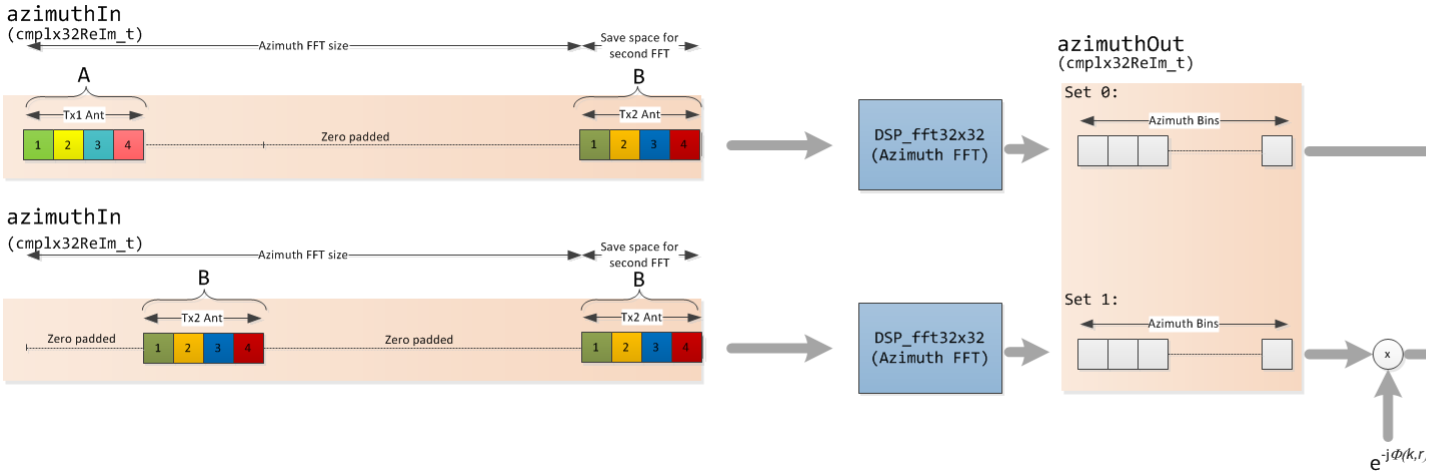 azimuthIn
(cmplx32ReIm_t)
Azimuth FFT size
Save space for
second FFT
A
B
Tx1 Ant
Tx2 Ant
1 2 3 4
Zero padded
1 2 3 4
DSP_fft32x32
(Azimuth FFT)
azimuthOut
(cmplx32ReIm_t)
Set 0:
Azimuth Bins
azimuthIn
(cmplx32ReIm_t)
Azimuth FFT size
Save space for
second FFT
B
B
Tx2 Ant
Tx2 Ant
Zero padded
1 2 3 4
Zero padded
1 2 3 4
DSP_fft32x32
(Azimuth FFT)
Set 1:
Azimuth Bins
x
e-jΦ(k,r)